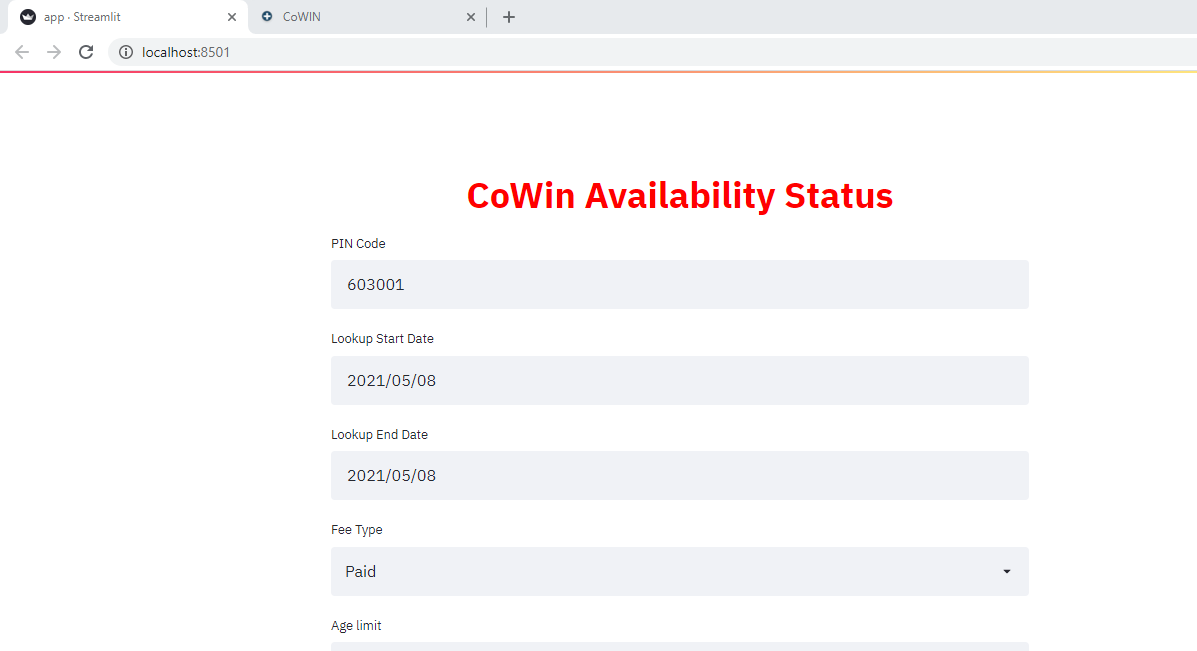 app · Streamlit
CoWIN
localhost:8501
CoWin Availability Status
PIN Code
603001
Lookup Start Date
2021/05/08
Lookup End Date
2021/05/08
Fee Type
Paid
Age limit